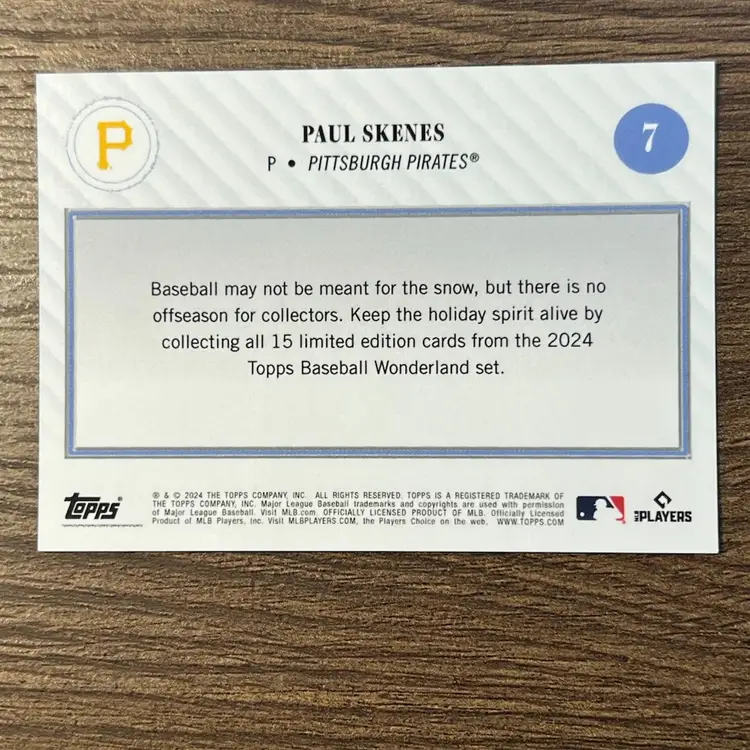 P
PAUL SKENES
7
P • PITTSBURGH PIRATES®
Baseball may not be meant for the snow, but there is no
offseason for collectors. Keep the holiday spirit alive by
collecting all 15 limited edition cards from the 2024
Topps Baseball Wonderland set.
Topps®
® & © 2024 THE TOPPS COMPANY, INC. ALL RIGHTS RESERVED. TOPPS IS A REGISTERED TRADEMARK OF
THE TOPPS COMPANY, INC. Major League Baseball trademarks and copyrights are used with permission
of Major League Baseball. Visit MLB.com. OFFICIALLY LICENSED PRODUCT OF MLB. Officially Licensed
Product of MLB Players, Inc. Visit MLBPLAYERS.COM, the Players Choice on the web. WWW.TOPPS.COM
MLB PLAYERS